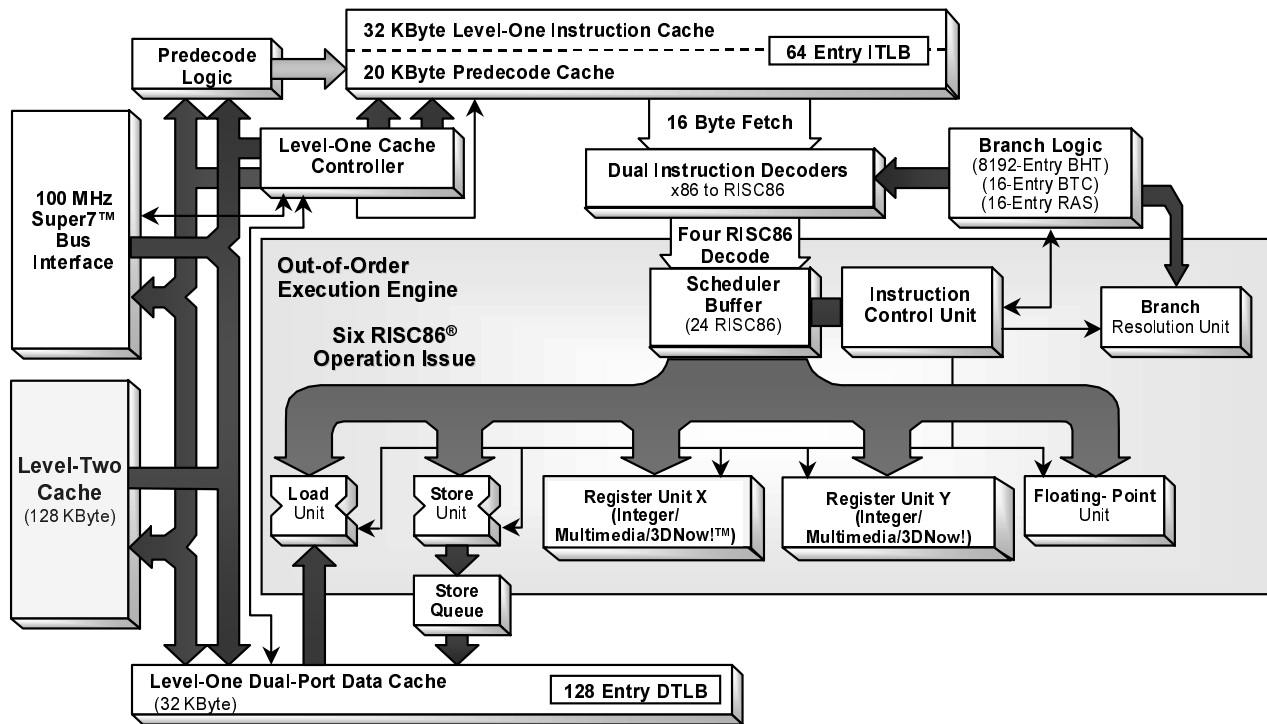 32 KByte Level-One Instruction Cache
20 KByte Predecode Cache
64 Entry ITLB
Predecode
Logic
16 Byte Fetch
Level-One Cache
Controller
Dual Instruction Decoders
x86 to RISC86
Branch Logic
(8192-Entry BHT)
(16-Entry BTC)
(16-Entry RAS)
100 MHz
Super7™
Bus
Interface
Four RISC86
Decode
Out-of-Order
Execution Engine
Scheduler
Buffer
(24 RISC86)
Instruction
Control Unit
Branch
Resolution Unit
Six RISC86®
Operation Issue
Level-Two
Cache
(128 KByte)
Load
Unit
Store
Unit
Register Unit X
(Integer/
Multimedia/3DNow!™)
Register Unit Y
(Integer/
Multimedia/3DNow!)
Floating- Point
Unit
Store
Queue
Level-One Dual-Port Data Cache
(32 KByte)
128 Entry DTLB